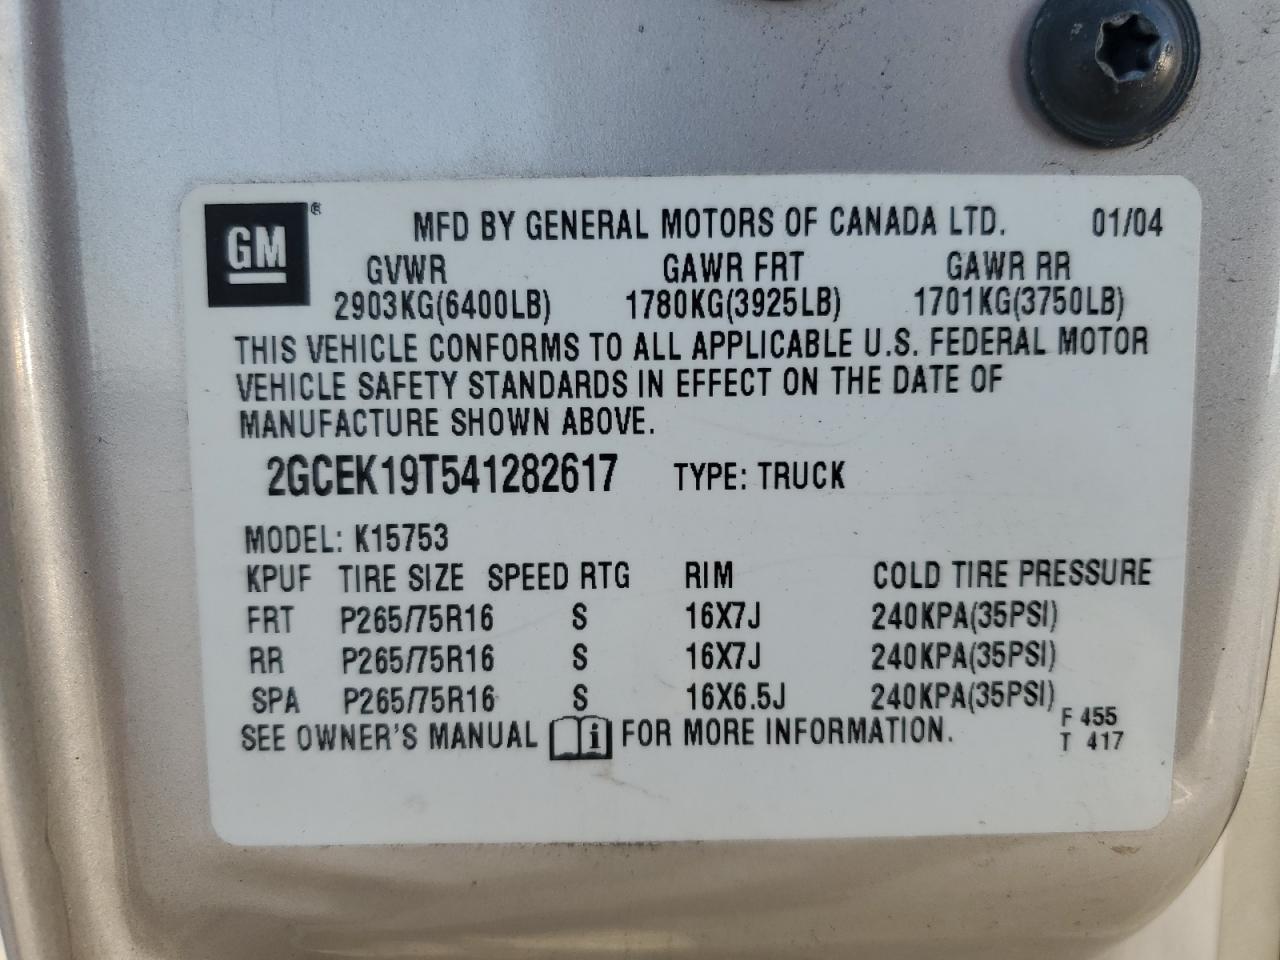 GM ®
MFD BY GENERAL MOTORS OF CANADA LTD. 01/04
GVWR GAWR FRT GAWR RR
2903KG(6400LB) 1780KG(3925LB) 1701KG(3750LB)
THIS VEHICLE CONFORMS TO ALL APPLICABLE U.S. FEDERAL MOTOR
VEHICLE SAFETY STANDARDS IN EFFECT ON THE DATE OF
MANUFACTURE SHOWN ABOVE.
2GCEK19T541282617 TYPE: TRUCK
MODEL: K15753
KPUF TIRE SIZE SPEED RTG RIM COLD TIRE PRESSURE
FRT P265/75R16 S 16X7J 240KPA(35PSI)
RR P265/75R16 S 16X7J 240KPA(35PSI)
SPA P265/75R16 S 16X6.5J 240KPA(35PSI)
SEE OWNER'S MANUAL i FOR MORE INFORMATION. F 455
T 417